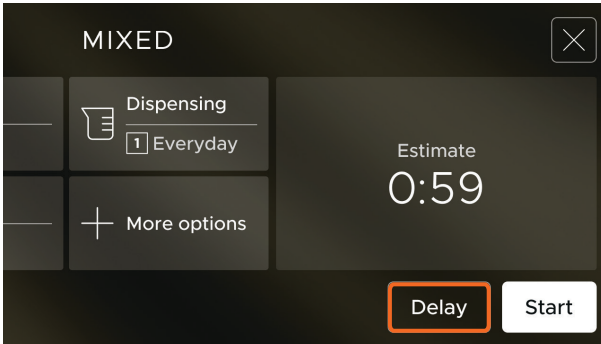 MIXED
Dispensing
1 Everyday
More options
Estimate
0:59
Delay
Start